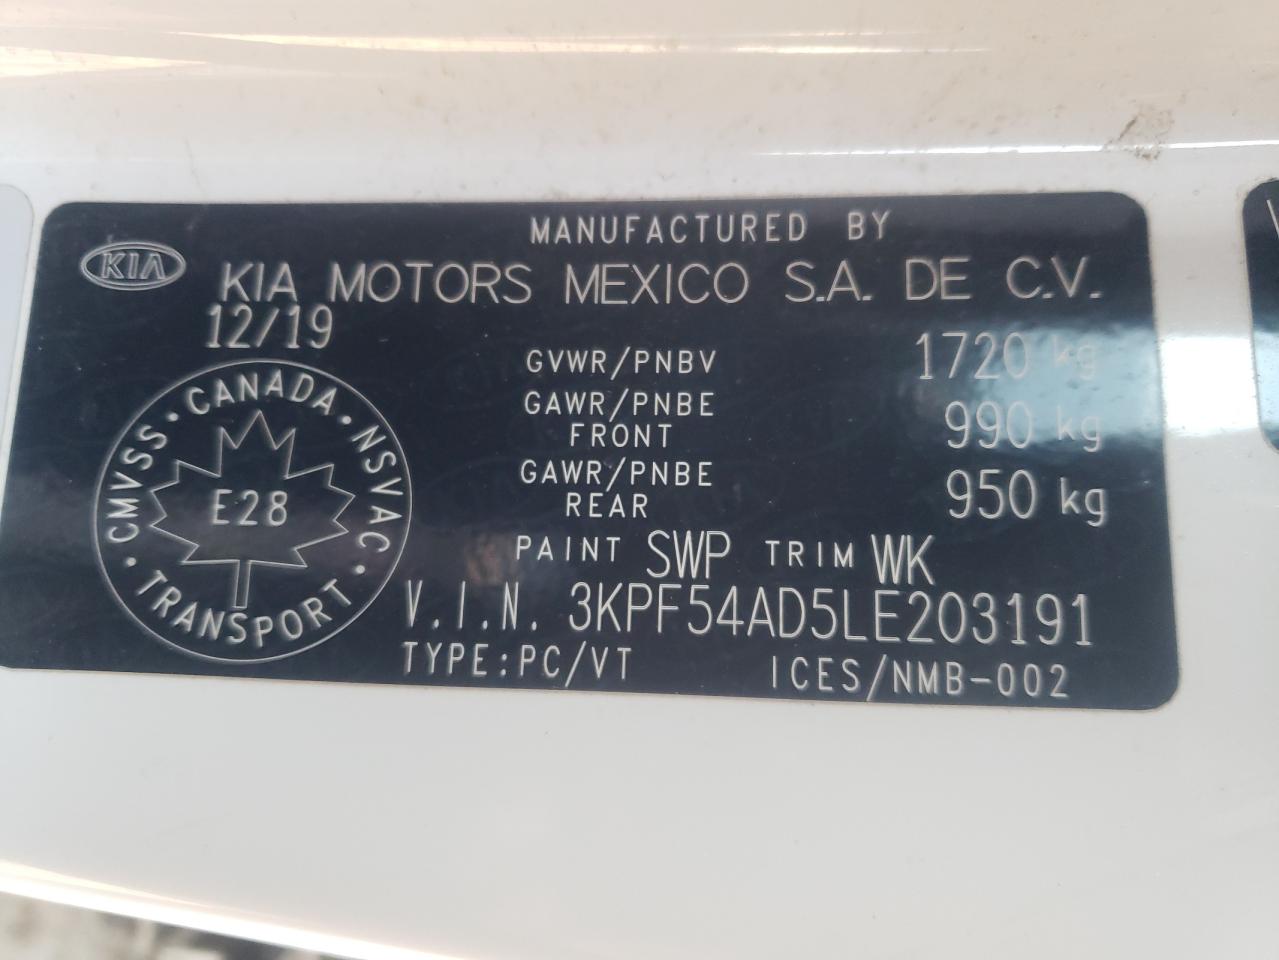 MANUFACTURED BY
KIA KIA MOTORS MEXICO S.A. DE C.V.
12/19
GVWR/PNBV 1720 kg
GAWR/PNBE FRONT 990 kg
GAWR/PNBE REAR 950 kg
PAINT SWP TRIM WK
V.I.N. 3KPF54AD5LE203191
TYPE:PC/VT ICES/NMB-002
CANADA · NSVAC · TRANSPORT · CMVSS ·
E28